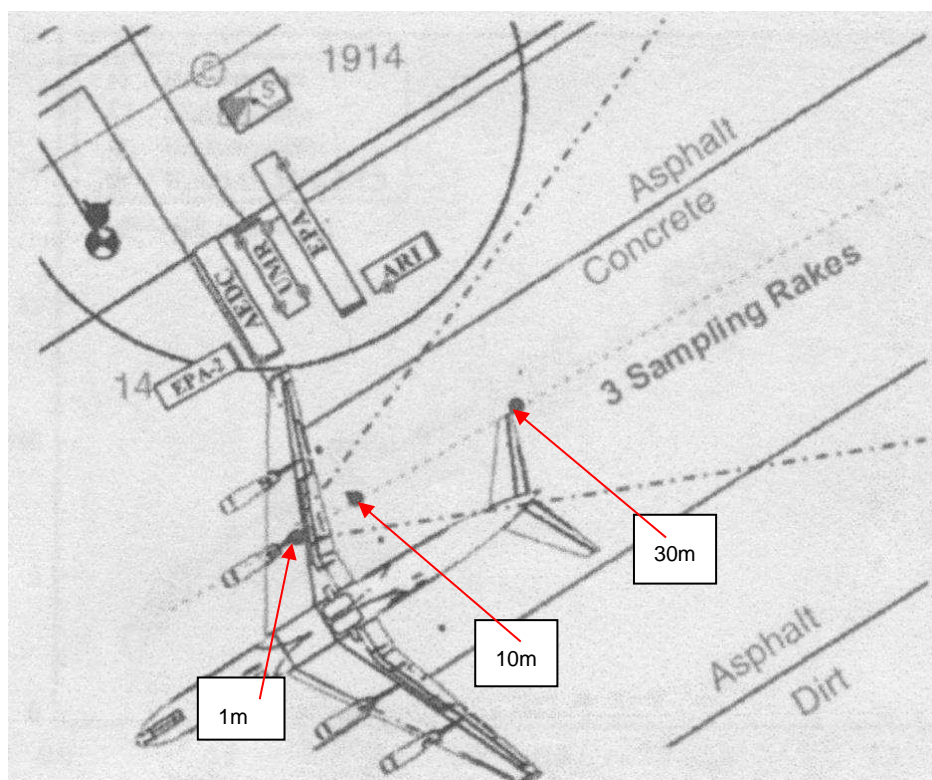 1914
S
Asphalt
Concrete
EPA
UMR
ARI
AEDC
3 Sampling Rakes
14
EPA-2
30m
10m
Asphalt
1m
Dirt